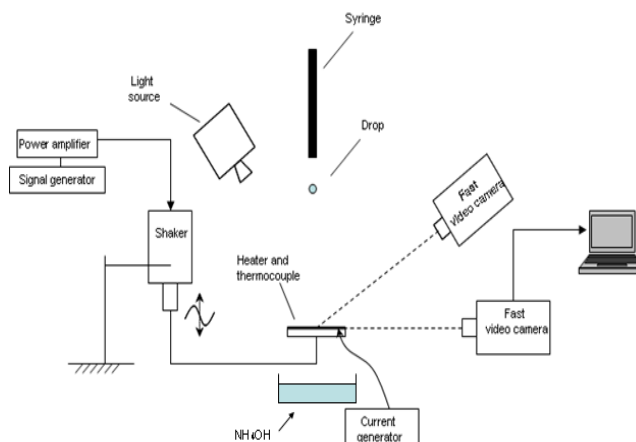 Syringe
Light
source
Drop
Power amplifier
Signal generator
Fast
video camera
Shaker
Heater and
thermocouple
Fast
video camera
NH4OH
Current
generator